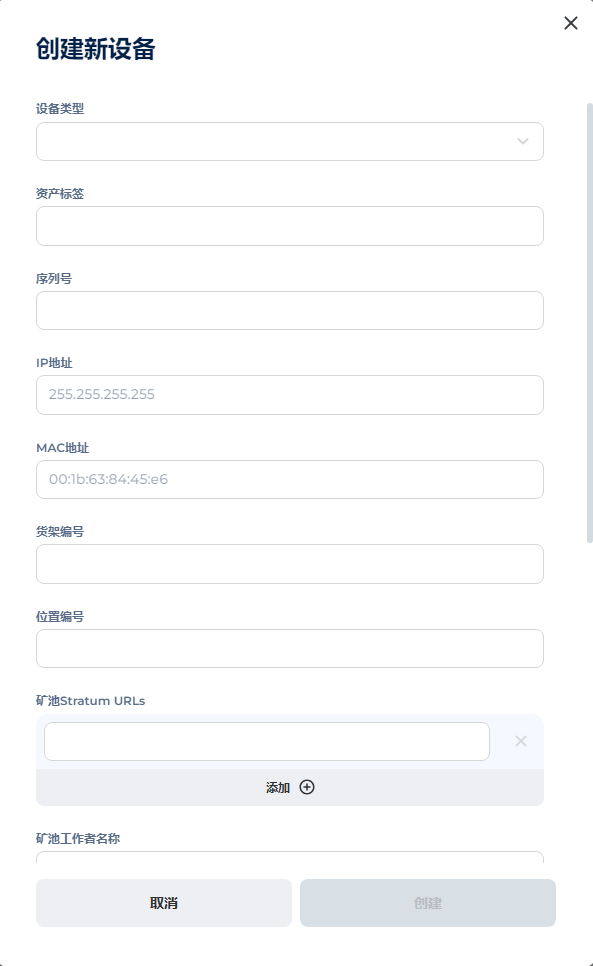 创建新设备
设备类型
资产标签
序列号
IP地址
255.255.255.255
MAC地址
00:1b:63:84:45:e6
货架编号
位置编号
矿池Stratum URLs
添加
矿池工作者名称
取消
创建